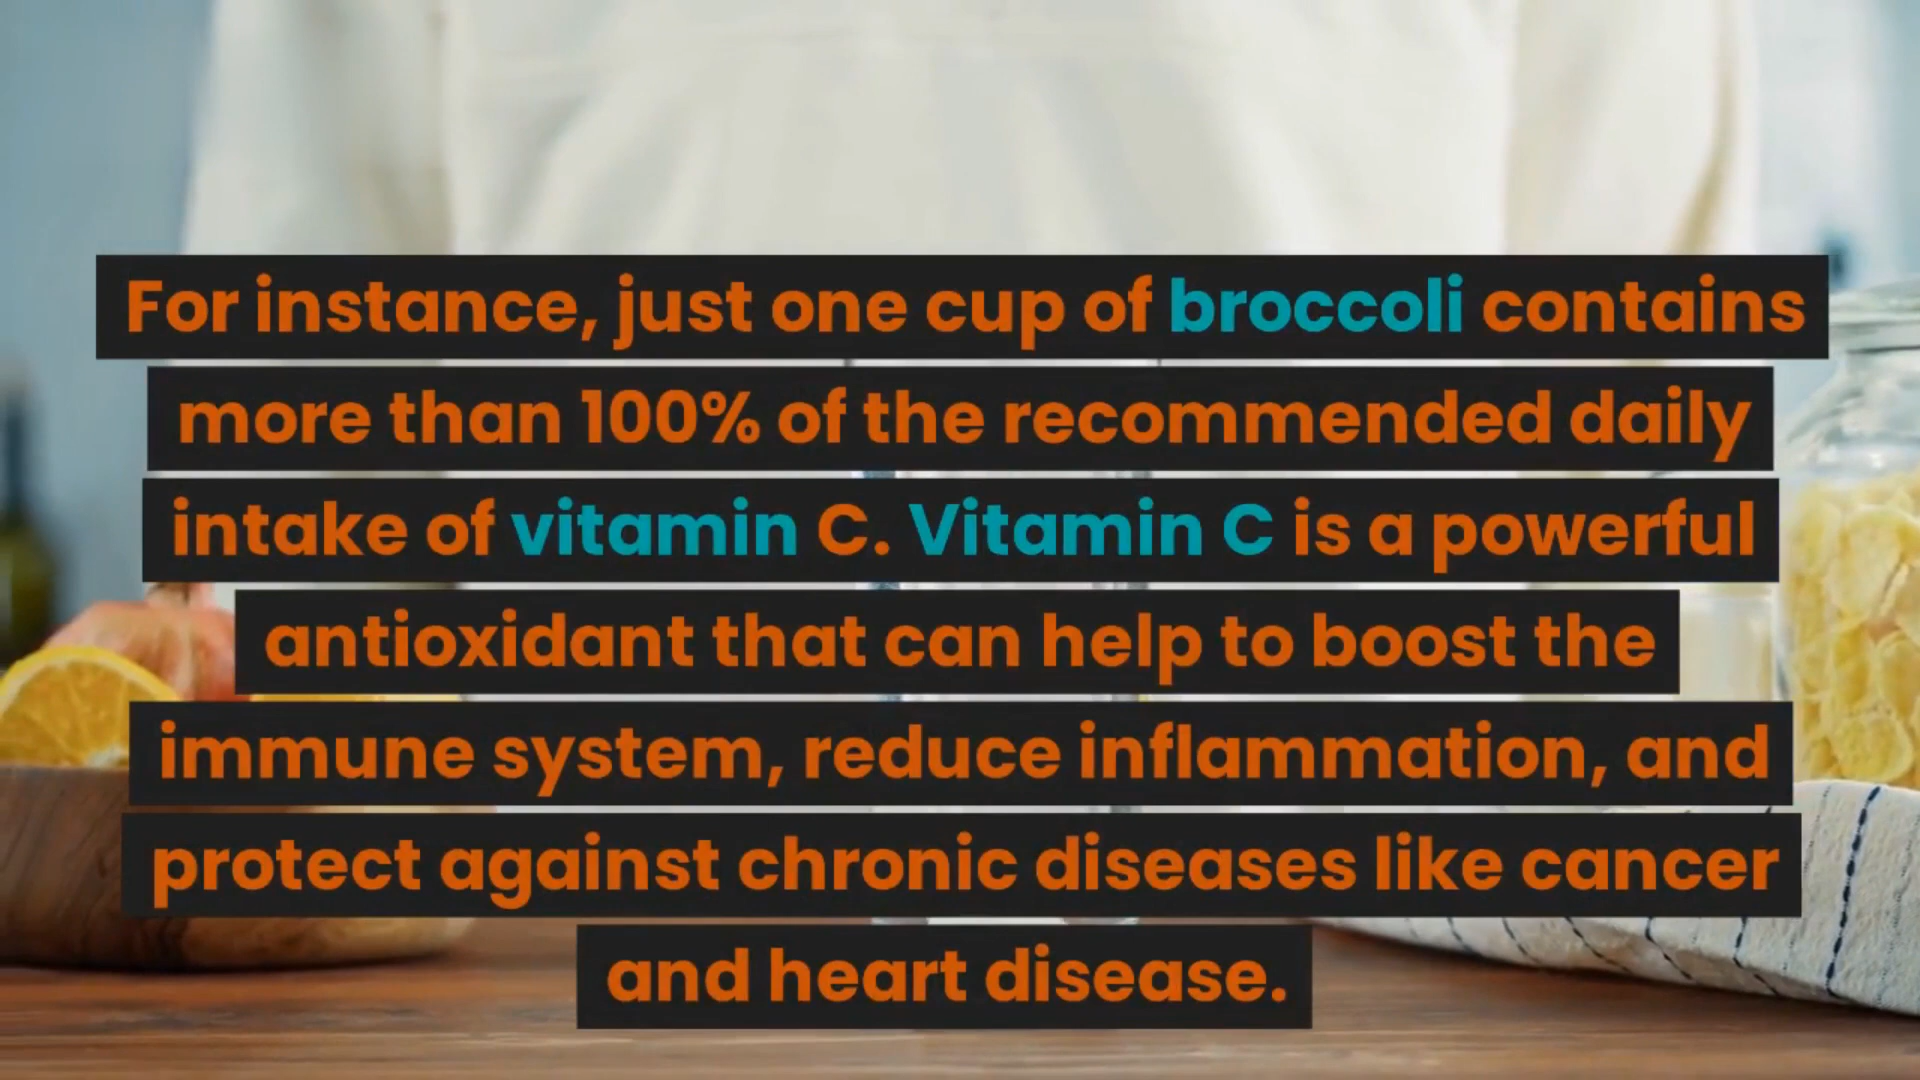 For instance, just one cup of broccoli contains
more than 100% of the recommended daily
intake of vitamin C. Vitamin C is a powerful
antioxidant that can help to boost the
immune system, reduce inflammation, and
protect against chronic diseases like cancer
and heart disease.